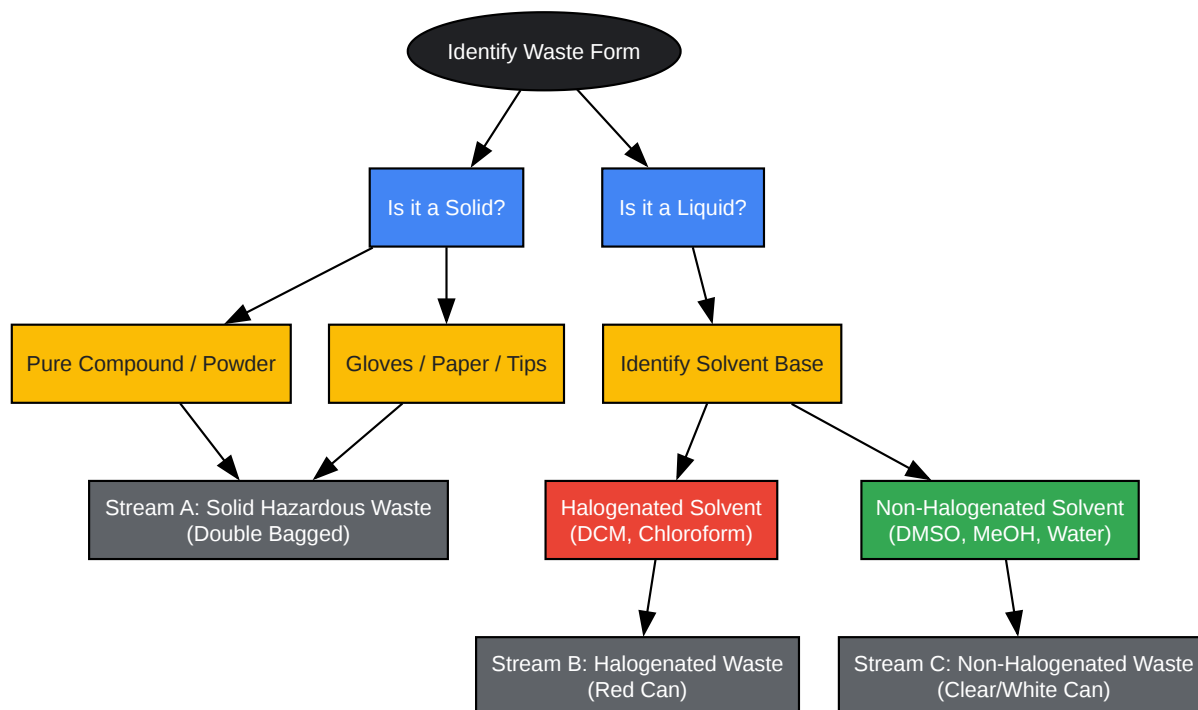 Identify Waste Form
Is it a Solid?
Is it a Liquid?
Pure Compound / Powder
Gloves / Paper / Tips
Identify Solvent Base
Stream A: Solid Hazardous Waste
(Double Bagged)
Halogenated Solvent
(DCM, Chloroform)
Non-Halogenated Solvent
(DMSO, MeOH, Water)
Stream B: Halogenated Waste
(Red Can)
Stream C: Non-Halogenated Waste
(Clear/White Can)